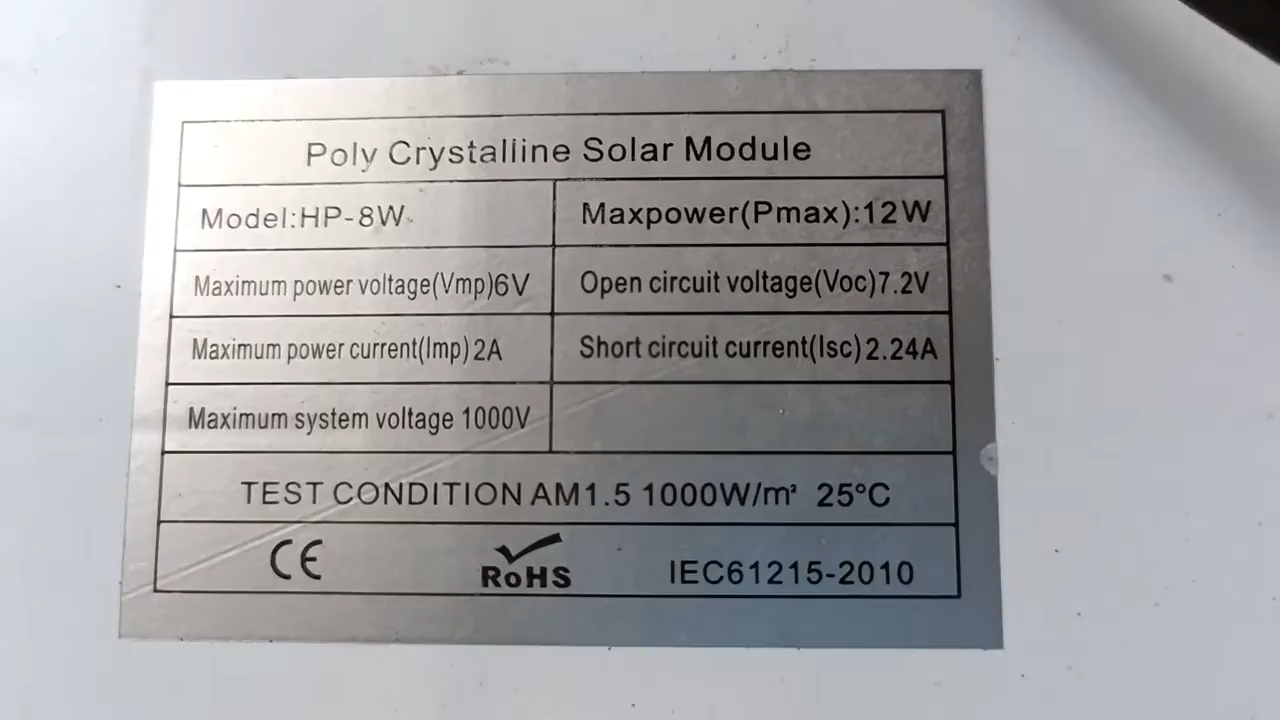 Poly Crystalline Solar Module
Model:HP-8W
Maxpower(Pmax):12W
Maximum power voltage(Vmp)6V
Open circuit voltage(Voc)7.2V
Maximum power current(Imp)2A
Short circuit current(Isc)2.24A
Maximum system voltage 1000V
TEST CONDITION AM1.5 1000W/m² 25°C
CE
RoHS
IEC61215-2010